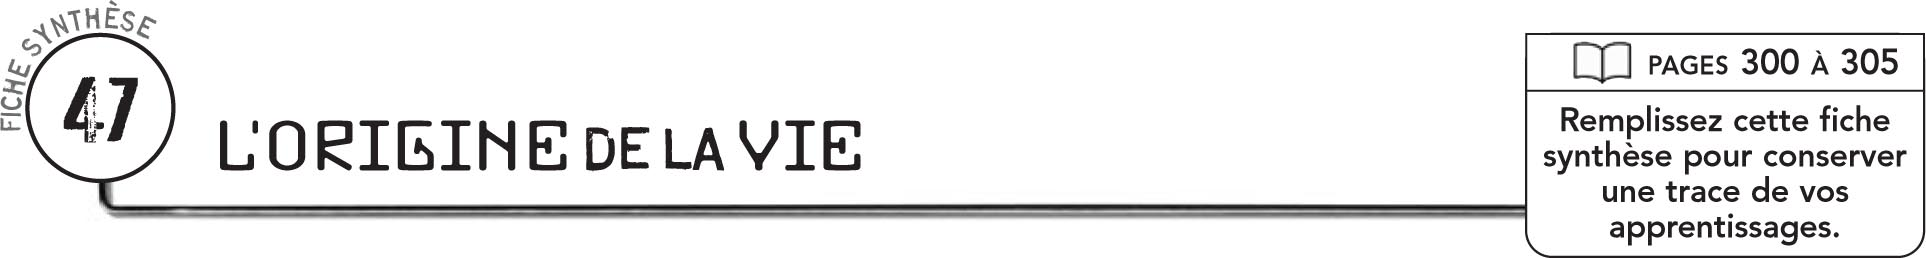 FICHE SYNTHÈSE
47
L'ORIGINE DE LA VIE
PAGES 300 À 305
Remplissez cette fiche
synthèse pour conserver
une trace de vos
apprentissages.